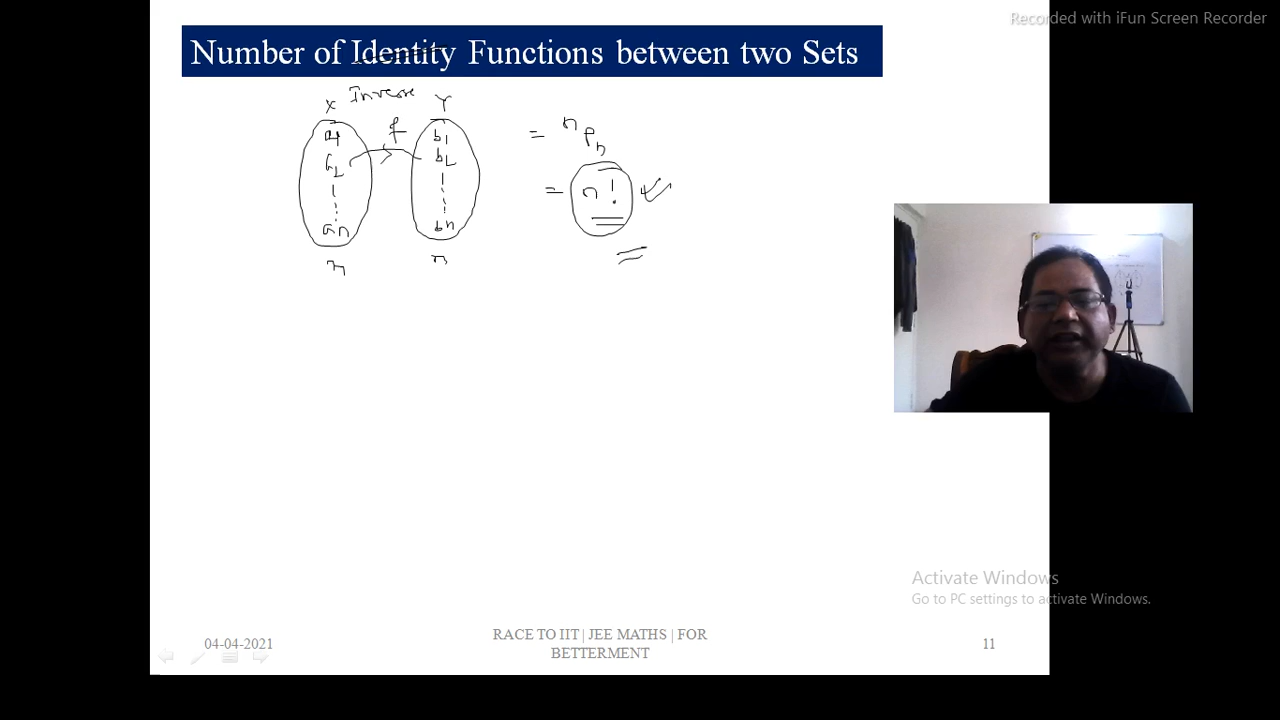 Recorded with iFun Screen Recorder
Number of Identity Functions between two Sets
Inverse
X Y
f
a1 b1
a2 b2
an bn
n n
= nPn
= n!
Activate Windows
Go to PC settings to activate Windows.
04-04-2021
RACE TO IIT | JEE MATHS | FOR
BETTERMENT
11